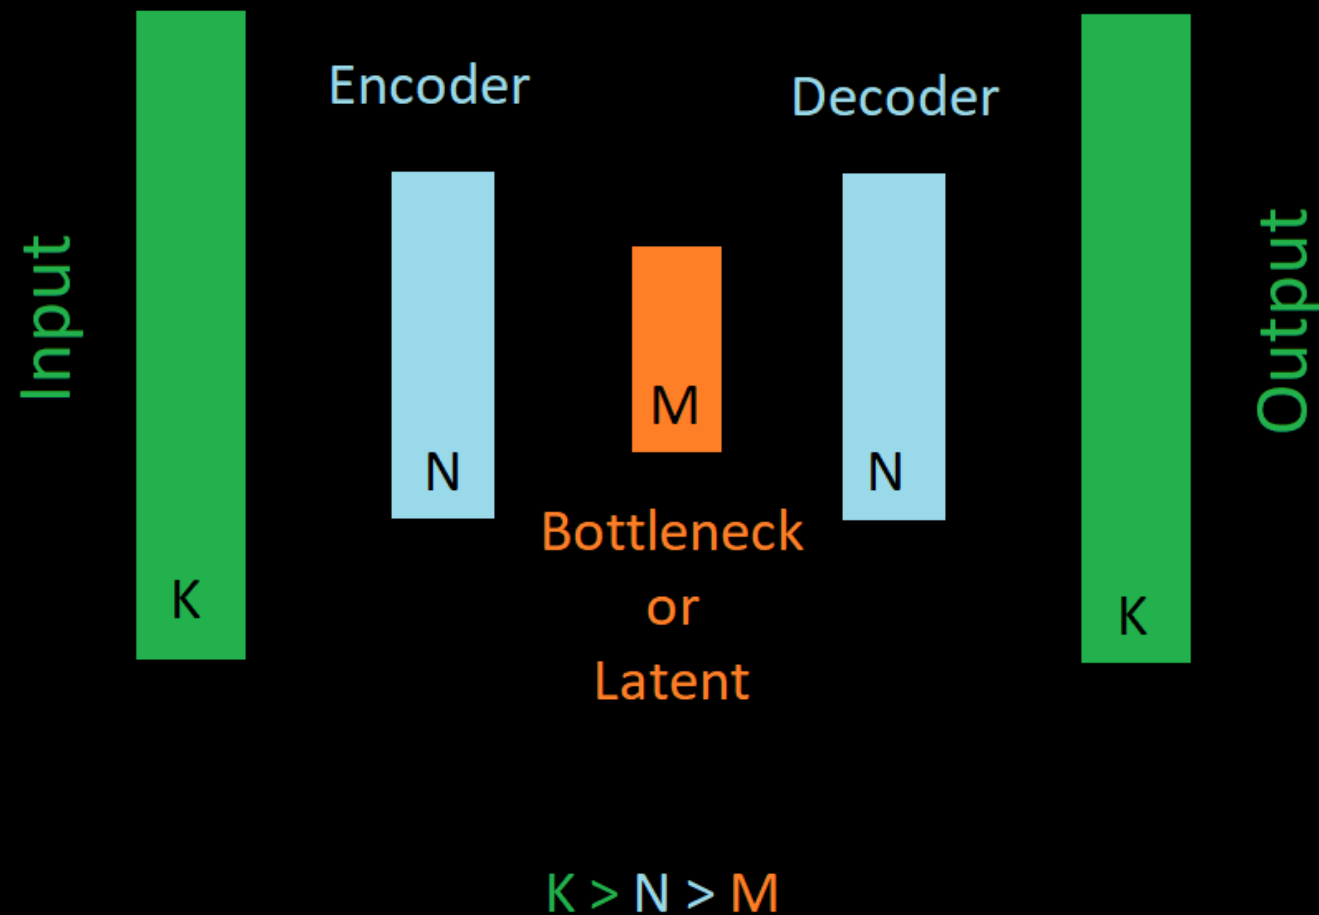 Encoder
Decoder
Input
Output
M
N
N
Bottleneck
or
Latent
K
K
K > N > M